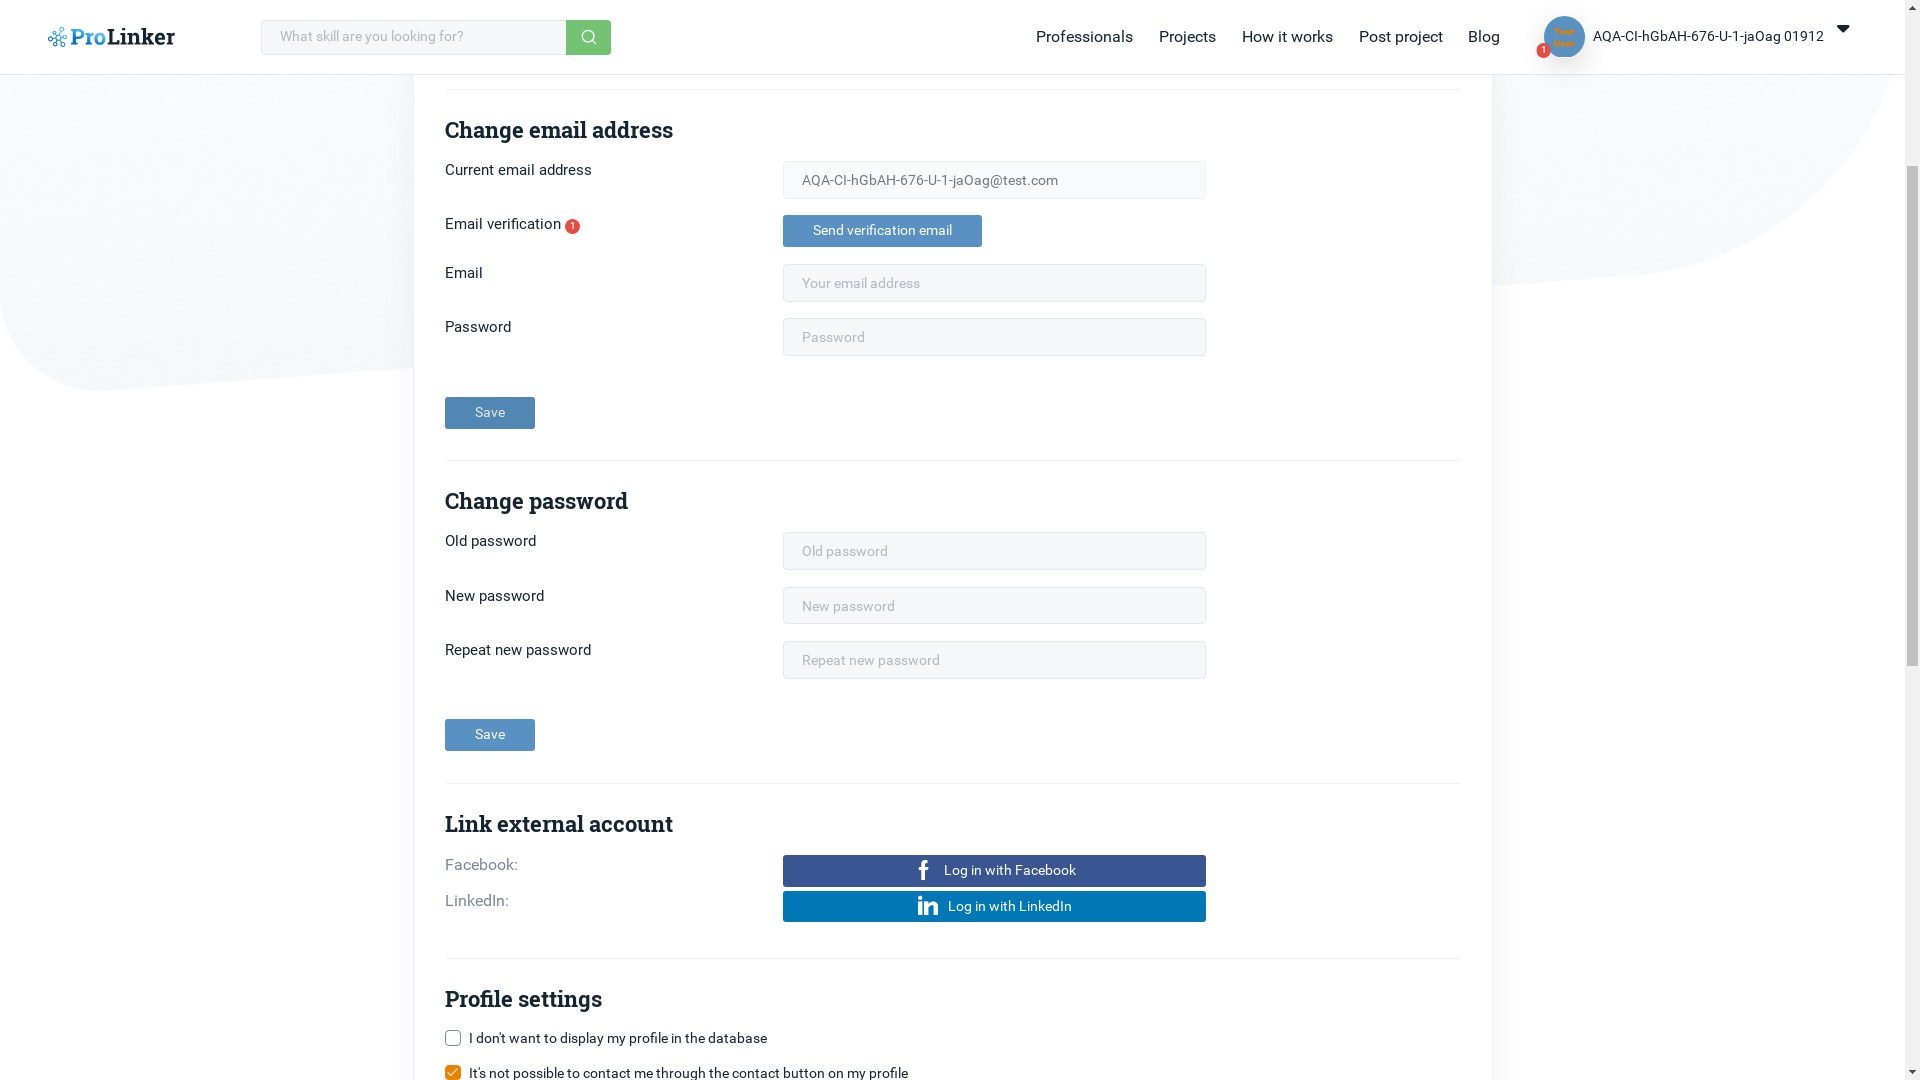 ProLinker
What skill are you looking for?
Professionals
Projects
How it works
Post project
Blog
Test
User
1
AQA-CI-hGbAH-676-U-1-jaOag 01912
Change email address
Current email address
AQA-CI-hGbAH-676-U-1-jaOag@test.com
Email verification 1
Send verification email
Email
Your email address
Password
Password
Save
Change password
Old password
Old password
New password
New password
Repeat new password
Repeat new password
Save
Link external account
Facebook:
Log in with Facebook
LinkedIn:
Log in with LinkedIn
Profile settings
I don't want to display my profile in the database
It's not possible to contact me through the contact button on my profile